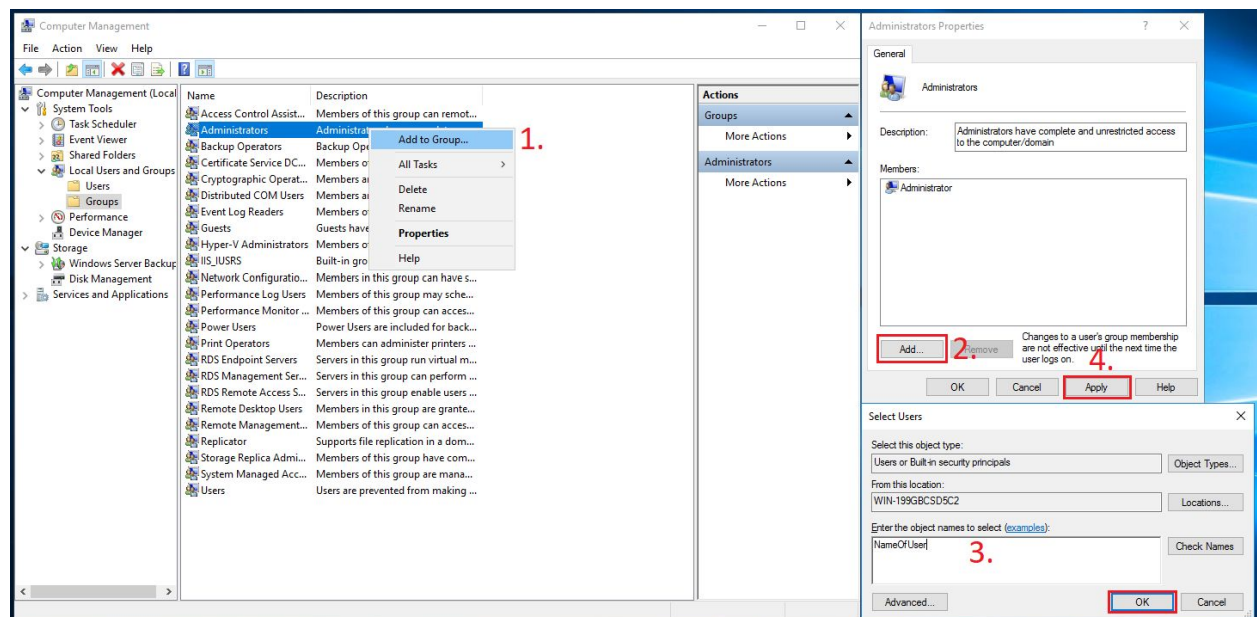 Computer Management
File Action View Help
Computer Management (Local
System Tools
Task Scheduler
Event Viewer
Shared Folders
Local Users and Groups
Users
Groups
Performance
Device Manager
Storage
Windows Server Backup
Disk Management
Services and Applications
Name Description
Access Control Assist... Members of this group can remot...
Administrators Administrat
Backup Operators Backup Ope
Certificate Service DC... Members o
Cryptographic Operat... Members a
Distributed COM Users Members a
Event Log Readers Members o
Guests Guests have
Hyper-V Administrators Members o
IIS_IUSRS Built-in gro
Network Configuratio... Members in this group can have s...
Performance Log Users Members of this group may sche...
Performance Monitor ... Members of this group can acces...
Power Users Power Users are included for back...
Print Operators Members can administer printers ...
RDS Endpoint Servers Servers in this group run virtual m...
RDS Management Ser... Servers in this group can perform ...
RDS Remote Access S... Servers in this group enable users ...
Remote Desktop Users Members in this group are grante...
Remote Management... Members of this group can acces...
Replicator Supports file replication in a dom...
Storage Replica Admi... Members of this group have com...
System Managed Acc... Members of this group are mana...
Users Users are prevented from making ...
Add to Group...
1.
All Tasks
Delete
Rename
Properties
Help
Actions
Groups
More Actions
Administrators
More Actions
Administrators Properties
General
Administrators
Description: Administrators have complete and unrestricted access
to the computer/domain
Members:
Administrator
Add... 2. Remove
Changes to a user's group membership
are not effective until the next time the
user logs on.
4.
OK Cancel Apply Help
Select Users
Select this object type:
Users or Built-in security principals Object Types...
From this location:
WIN-199GBCSD5C2 Locations...
Enter the object names to select (examples):
NameOfUser 3. Check Names
Advanced... OK Cancel